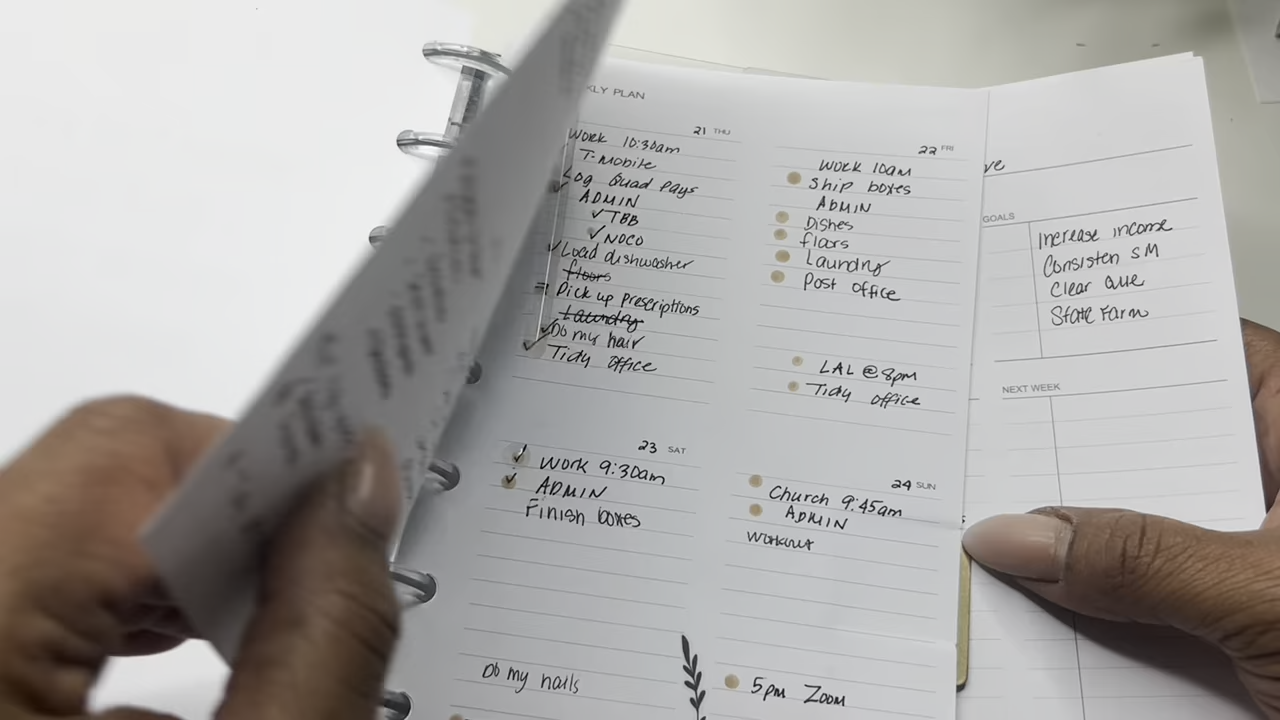 KLY PLAN
21 THU
Work 10:30am
T-Mobile
Log Quad Pays
ADMIN
TBB
NOCO
Load dishwasher
floors
Pick up prescriptions
Laundry
Do my hair
Tidy office
22 FRI
Work 10am
Ship boxes
ADMIN
Dishes
floors
Laundry
Post office
LAL @ 8pm
Tidy office
23 SAT
Work 9:30am
ADMIN
Finish boxes
Do my nails
24 SUN
Church 9:45am
ADMIN
Workout
5pm Zoom
ve
GOALS
Increase income
Consisten SM
Clear Que
State Farm
NEXT WEEK